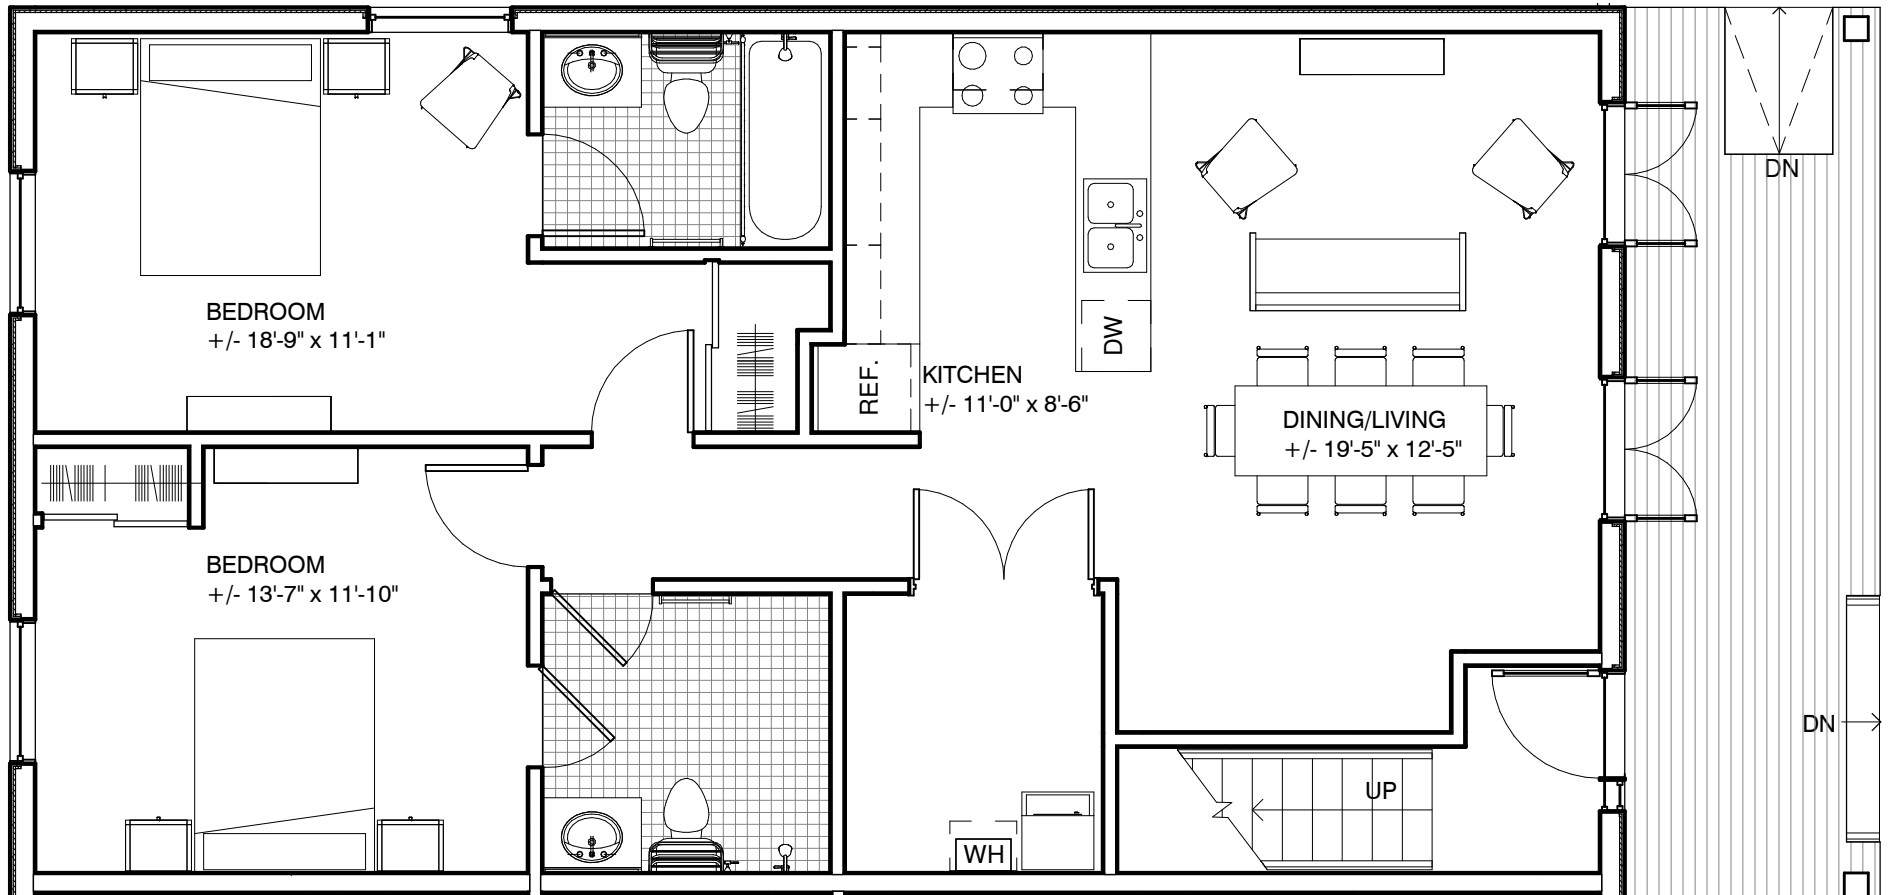 DN
BEDROOM
+/- 18'-9" x 11'-1"
DW
REF.
KITCHEN
+/- 11'-0" x 8'-6"
DINING/LIVING
+/- 19'-5" x 12'-5"
BEDROOM
+/- 13'-7" x 11'-10"
DN
UP
WH